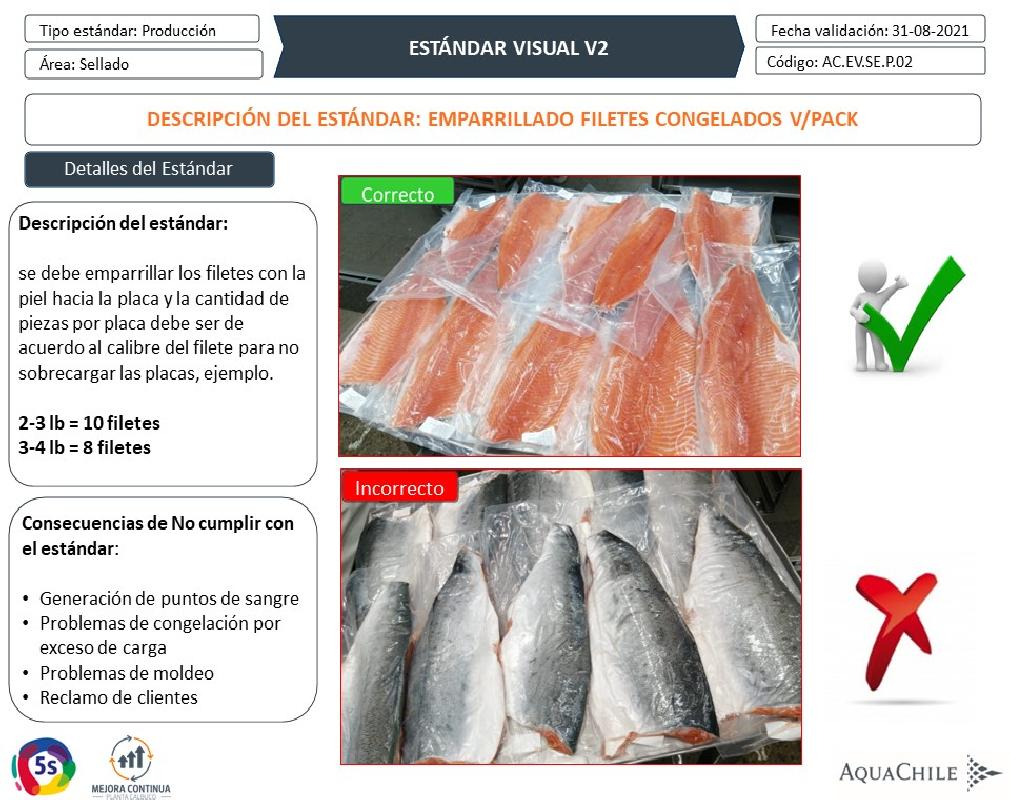 Tipo estándar: Producción
Área: Sellado
ESTÁNDAR VISUAL V2
Fecha validación: 31-08-2021
Código: AC.EV.SE.P.02
DESCRIPCIÓN DEL ESTÁNDAR: EMPARRILLADO FILETES CONGELADOS V/PACK
Detalles del Estándar
Descripción del estándar:
se debe emparrillar los filetes con la
piel hacia la placa y la cantidad de
piezas por placa debe ser de
acuerdo al calibre del filete para no
sobrecargar las placas, ejemplo.
2-3 lb = 10 filetes
3-4 lb = 8 filetes
Consecuencias de No cumplir con
el estándar:
• Generación de puntos de sangre
• Problemas de congelación por
exceso de carga
• Problemas de moldeo
• Reclamo de clientes
Correcto
Incorrecto
5s
MEJORA CONTINUA
PLANTA CALBUCO
AQUACHILE